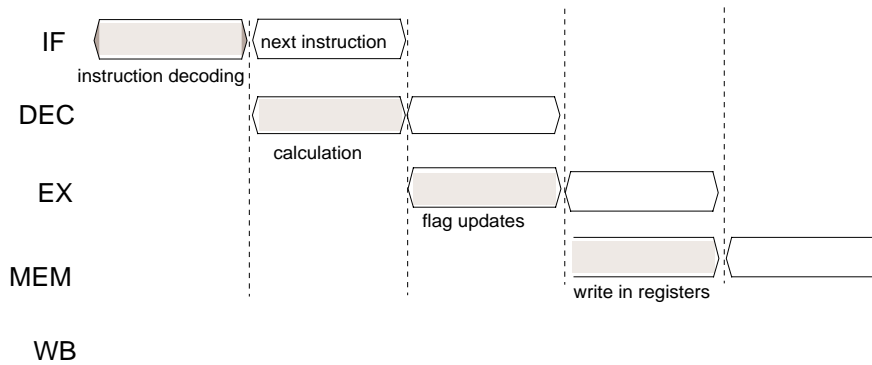 IF
next instruction
instruction decoding
DEC
calculation
EX
flag updates
MEM
write in registers
WB